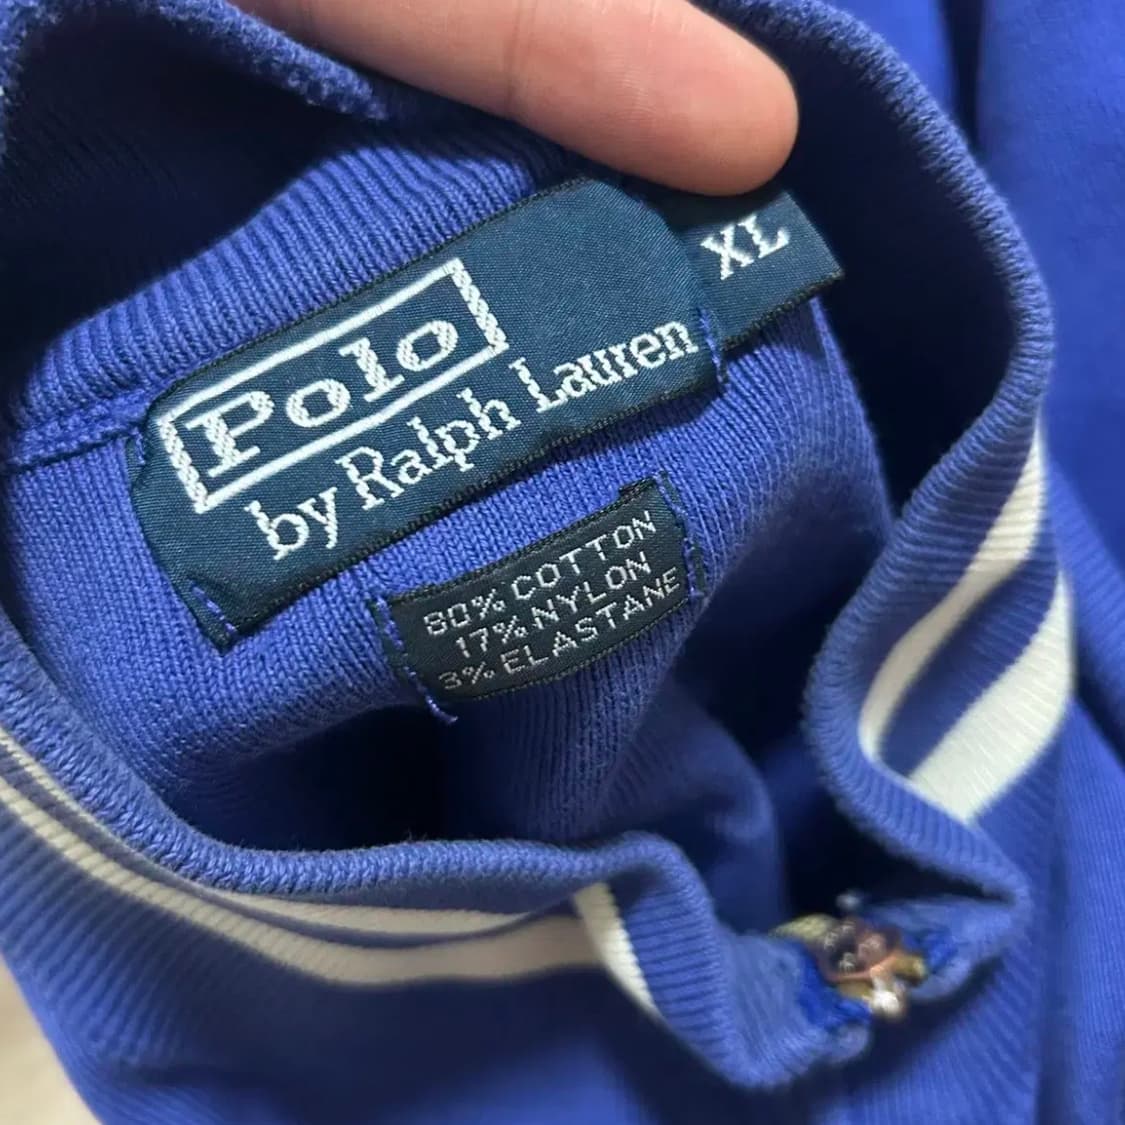 Polo
by Ralph Lauren
XL
80% COTTON
17% NYLON
3% ELASTANE